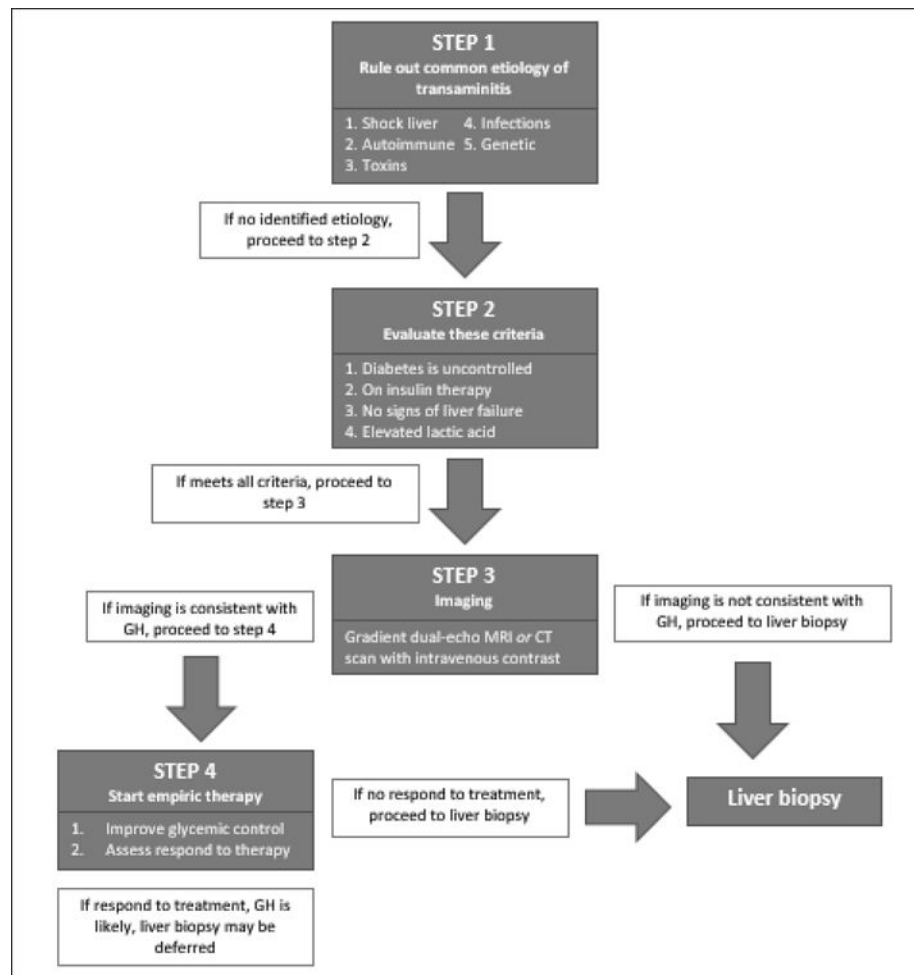 STEP 1
Rule out common etiology of
transaminitis
1. Shock liver 4. Infections
2. Autoimmune 5. Genetic
3. Toxins
If no identified etiology,
proceed to step 2
STEP 2
Evaluate these criteria
1. Diabetes is uncontrolled
2. On insulin therapy
3. No signs of liver failure
4. Elevated lactic acid
If meets all criteria, proceed to
step 3
STEP 3
Imaging
Gradient dual-echo MRI or CT
scan with intravenous contrast
If imaging is consistent with
GH, proceed to step 4
If imaging is not consistent with
GH, proceed to liver biopsy
STEP 4
Start empiric therapy
1. Improve glycemic control
2. Assess respond to therapy
If no respond to treatment,
proceed to liver biopsy
Liver biopsy
If respond to treatment, GH is
likely, liver biopsy may be
deferred